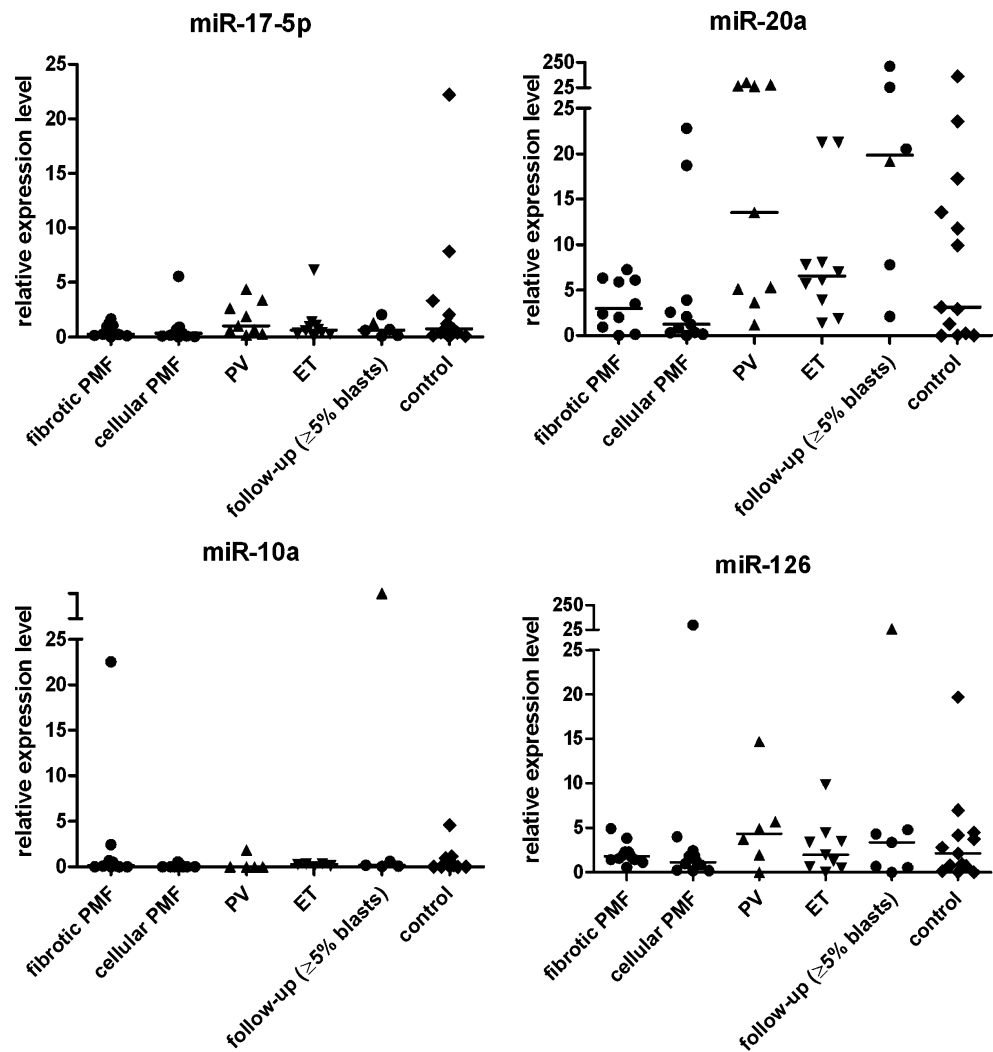 miR-17-5p
relative expression level
25
20
15
10
5
0
fibrotic PMF
cellular PMF
PV
ET
follow-up (≥5% blasts)
control
miR-20a
relative expression level
250
25
25
20
15
10
5
0
fibrotic PMF
cellular PMF
PV
ET
follow-up (≥5% blasts)
control
miR-10a
relative expression level
25
20
15
10
5
0
fibrotic PMF
cellular PMF
PV
ET
follow-up (≥5% blasts)
control
miR-126
relative expression level
250
25
25
20
15
10
5
0
fibrotic PMF
cellular PMF
PV
ET
follow-up (≥5% blasts)
control